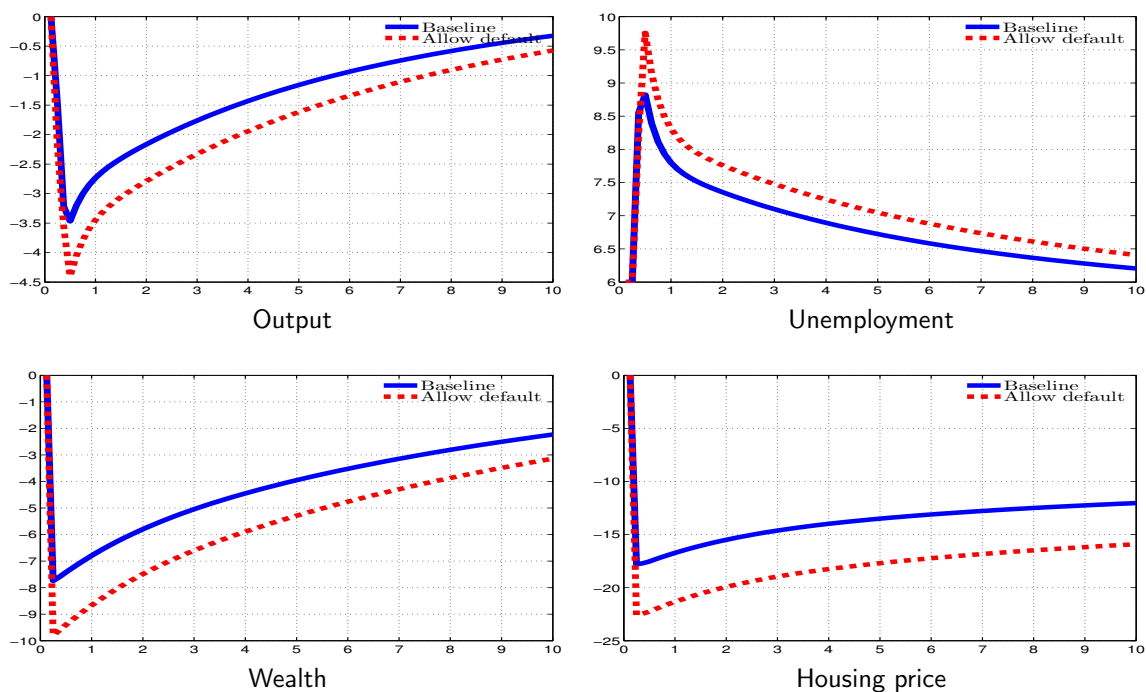 0
-0.5
-1
-1.5
-2
-2.5
-3
-3.5
-4
-4.5
0 1 2 3 4 5 6 7 8 9 10
Baseline
Allow default
Output
10
9.5
9
8.5
8
7.5
7
6.5
6
0 1 2 3 4 5 6 7 8 9 10
Baseline
Allow default
Unemployment
0
-1
-2
-3
-4
-5
-6
-7
-8
-9
-10
0 1 2 3 4 5 6 7 8 9 10
Baseline
Allow default
Wealth
0
-5
-10
-15
-20
-25
0 1 2 3 4 5 6 7 8 9 10
Baseline
Allow default
Housing price